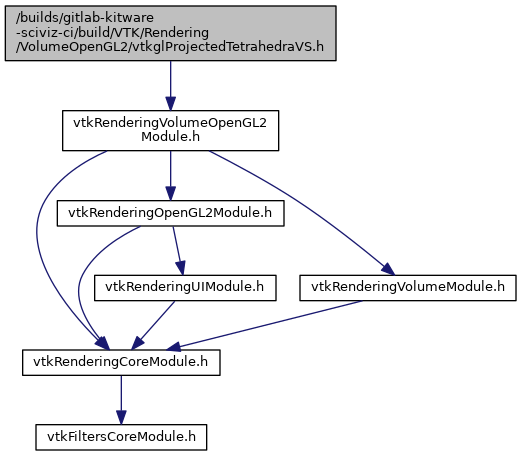 /builds/gitlab-kitware
-sciviz-ci/build/VTK/Rendering
/VolumeOpenGL2/vtkglProjectedTetrahedraVS.h
vtkRenderingVolumeOpenGL2
Module.h
vtkRenderingOpenGL2Module.h
vtkRenderingUIModule.h
vtkRenderingVolumeModule.h
vtkRenderingCoreModule.h
vtkFiltersCoreModule.h